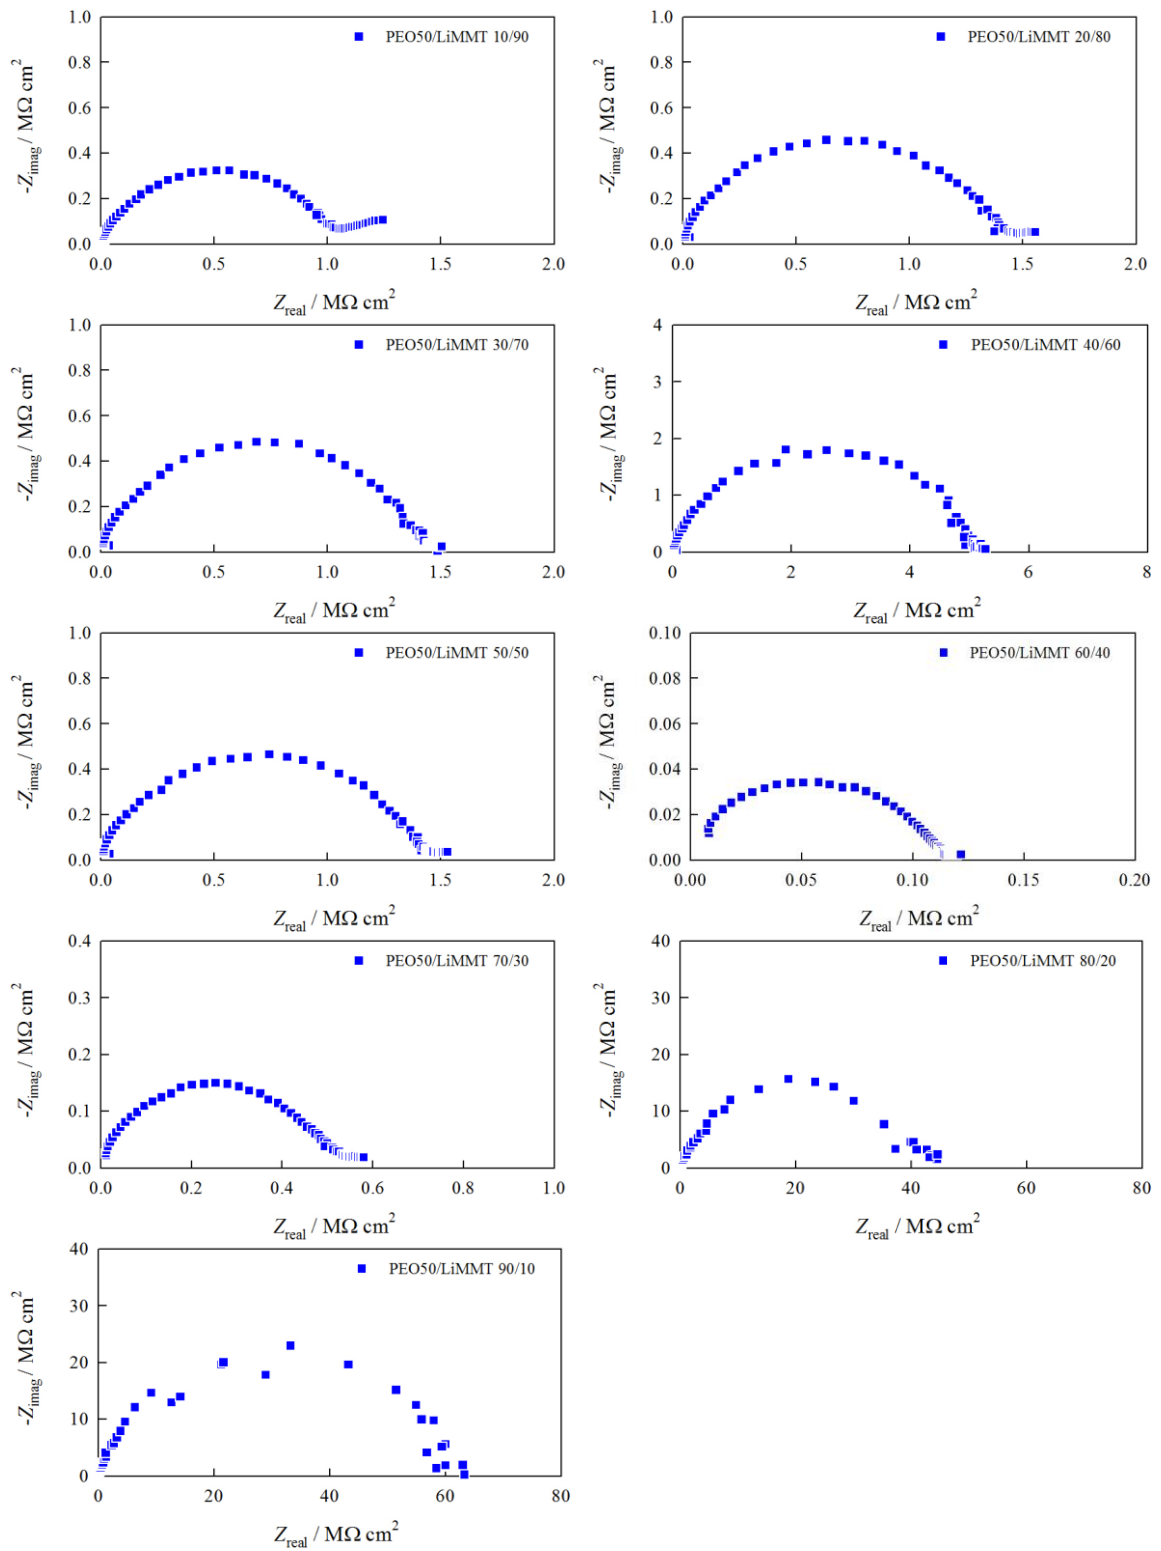 PEO50/LiMMT 10/90
-Zimag / MΩ cm²
1.0
0.8
0.6
0.4
0.2
0.0
0.0 0.5 1.0 1.5 2.0
Zreal / MΩ cm²
PEO50/LiMMT 20/80
-Zimag / MΩ cm²
1.0
0.8
0.6
0.4
0.2
0.0
0.0 0.5 1.0 1.5 2.0
Zreal / MΩ cm²
PEO50/LiMMT 30/70
-Zimag / MΩ cm²
1.0
0.8
0.6
0.4
0.2
0.0
0.0 0.5 1.0 1.5 2.0
Zreal / MΩ cm²
PEO50/LiMMT 40/60
-Zimag / MΩ cm²
4
3
2
1
0
0 2 4 6 8
Zreal / MΩ cm²
PEO50/LiMMT 50/50
-Zimag / MΩ cm²
1.0
0.8
0.6
0.4
0.2
0.0
0.0 0.5 1.0 1.5 2.0
Zreal / MΩ cm²
PEO50/LiMMT 60/40
-Zimag / MΩ cm²
0.10
0.08
0.06
0.04
0.02
0.00
0.00 0.05 0.10 0.15 0.20
Zreal / MΩ cm²
PEO50/LiMMT 70/30
-Zimag / MΩ cm²
0.4
0.3
0.2
0.1
0.0
0.0 0.2 0.4 0.6 0.8 1.0
Zreal / MΩ cm²
PEO50/LiMMT 80/20
-Zimag / MΩ cm²
40
30
20
10
0
0 20 40 60 80
Zreal / MΩ cm²
PEO50/LiMMT 90/10
-Zimag / MΩ cm²
40
30
20
10
0
0 20 40 60 80
Zreal / MΩ cm²